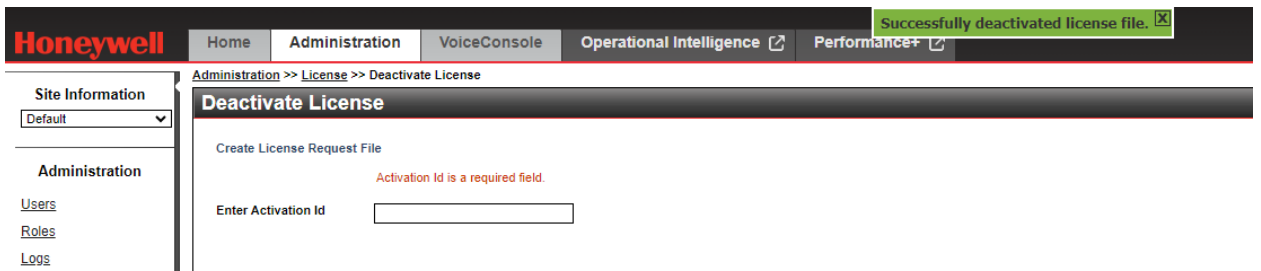 Successfully deactivated license file. X
Honeywell
Home Administration VoiceConsole Operational Intelligence Performance+
Administration >> License >> Deactivate License
Site Information
Default
Deactivate License
Create License Request File
Activation Id is a required field.
Enter Activation Id
Administration
Users
Roles
Logs